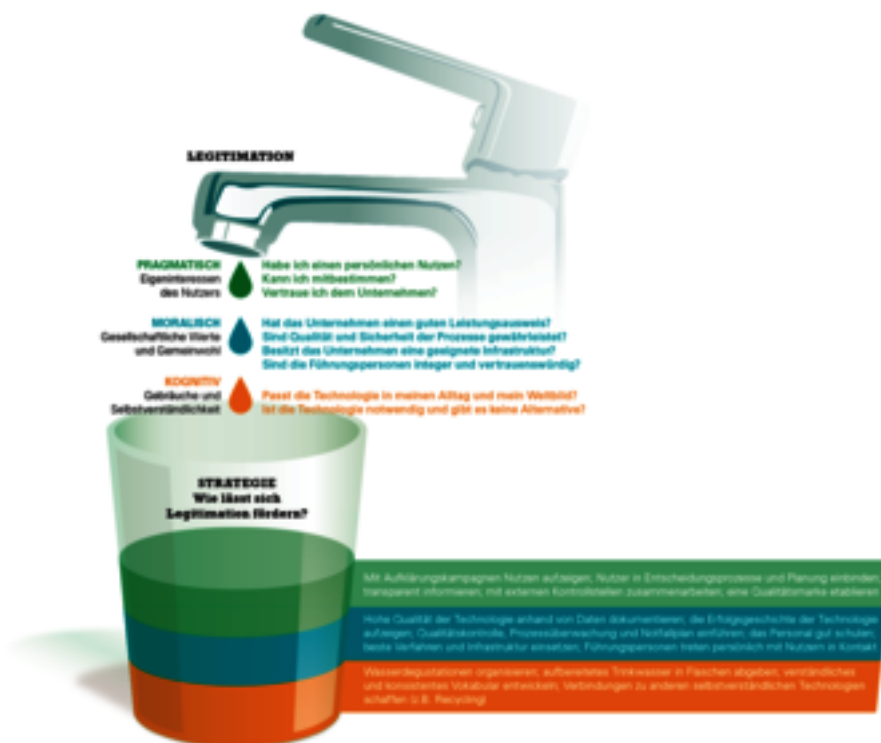 LEGITIMATION
PRAGMATISCH
Eigeninteressen
des Nutzers
Habe ich einen persönlichen Nutzen?
Kann ich mitbestimmen?
Vertraue ich dem Unternehmen?
MORALISCH
Gesellschaftliche Werte
und Gemeinwohl
Hat das Unternehmen einen guten Leistungsausweis?
Sind Qualität und Sicherheit der Prozesse gewährleistet?
Besitzt das Unternehmen eine geeignete Infrastruktur?
Sind die Führungspersonen integer und vertrauenswürdig?
KOGNITIV
Gebräuche und
Selbstverständlichkeit
Passt die Technologie in meinen Alltag und mein Weltbild?
Ist die Technologie notwendig und gibt es keine Alternative?
STRATEGIE
Wie lässt sich
Legitimation fördern?
Mit Aufklärungskampagnen Nutzen aufzeigen; Nutzer in Entscheidungsprozesse und Planung einbinden;
transparent informieren; mit externen Kontrollstellen zusammenarbeiten; eine Qualitätsmarke etablieren
Hohe Qualität der Technologie anhand von Daten dokumentieren; die Erfolgsgeschichte der Technologie
aufzeigen; Qualitätskontrolle, Prozessüberwachung und Notfallplan einführen; das Personal gut schulen;
beste Verfahren und Infrastruktur einsetzen; Führungspersonen treten persönlich mit Nutzern in Kontakt
Wasserdegustationen organisieren; aufbereitetes Trinkwasser in Flaschen abgeben; verständliches
und konsistentes Vokabular entwickeln; Verbindungen zu anderen selbstverständlichen Technologien
schaffen (z.B. Recycling)